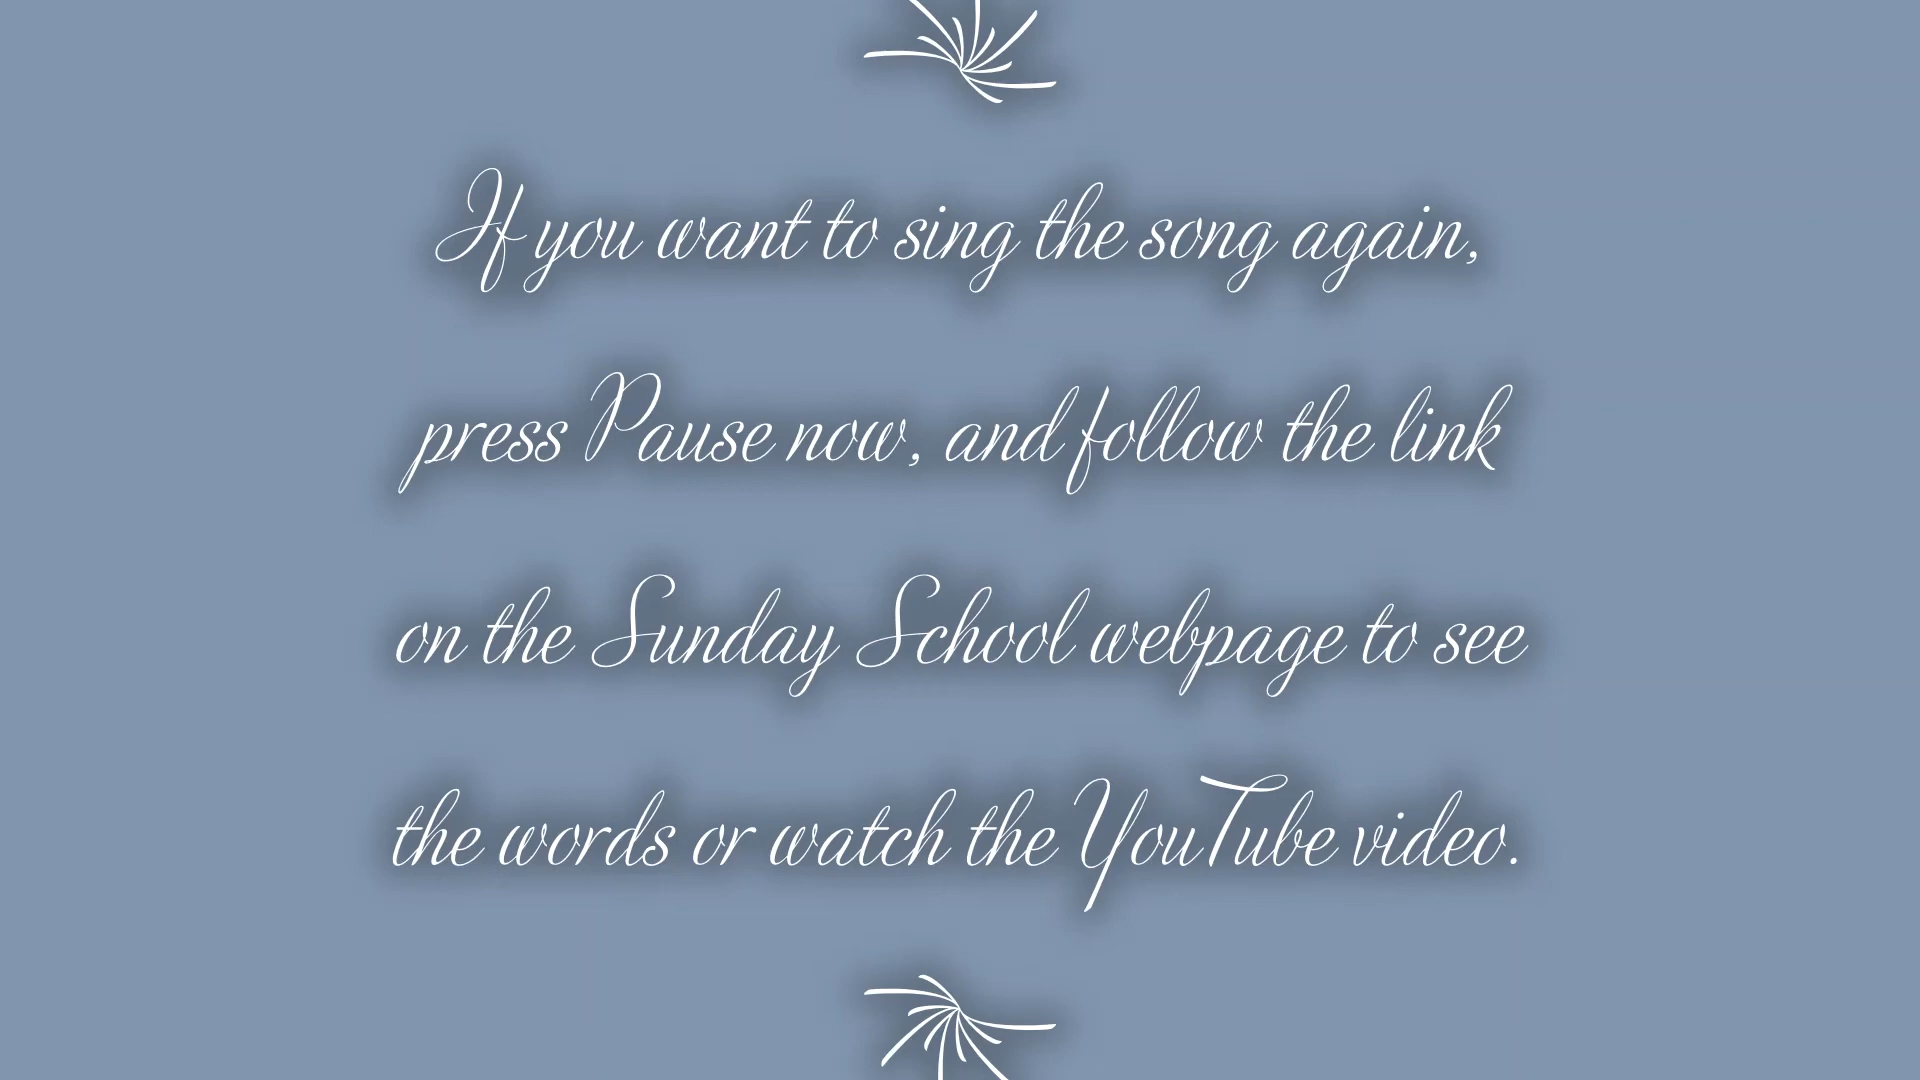 If you want to sing the song again,
press Pause now, and follow the link
on the Sunday School webpage to see
the words or watch the YouTube video.